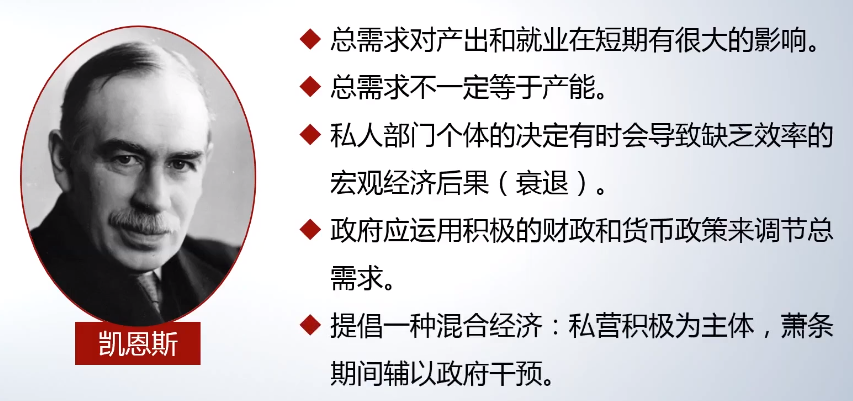 总需求对产出和就业在短期有很大的影响。
总需求不一定等于产能。
私人部门个体的决定有时会导致缺乏效率的
宏观经济后果（衰退）。
政府应运用积极的财政和货币政策来调节总
需求。
提倡一种混合经济：私营积极为主体，萧条
期间辅以政府干预。
凯恩斯